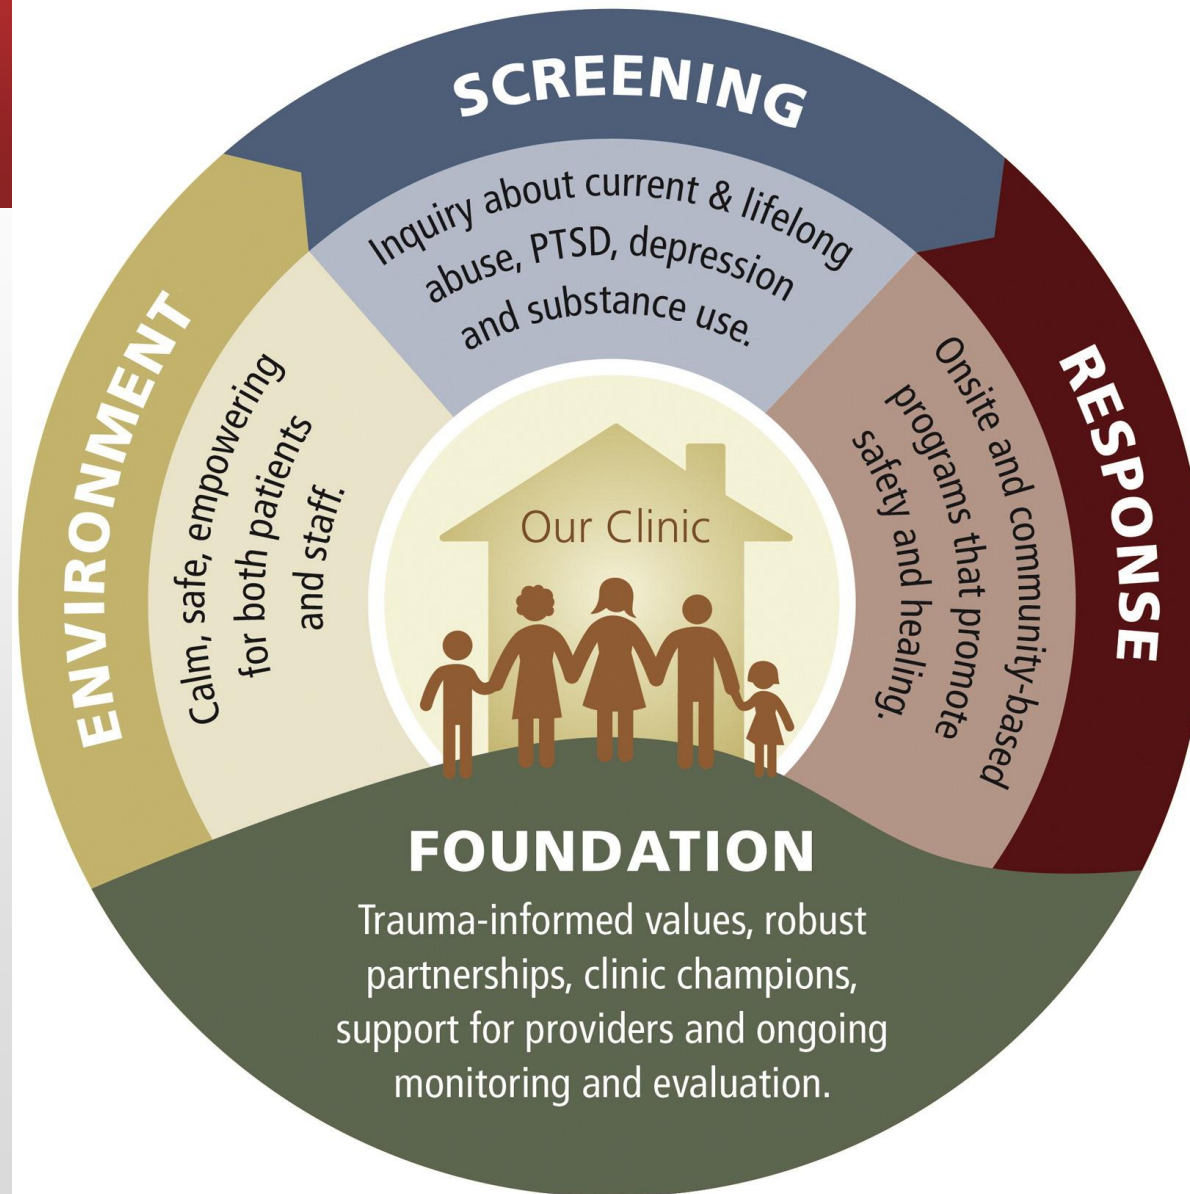 SCREENING
Inquiry about current & lifelong
abuse, PTSD, depression
and substance use.
ENVIRONMENT
Calm, safe, empowering
for both patients
and staff.
RESPONSE
Onsite and community-based
programs that promote
safety and healing.
Our Clinic
FOUNDATION
Trauma-informed values, robust
partnerships, clinic champions,
support for providers and ongoing
monitoring and evaluation.